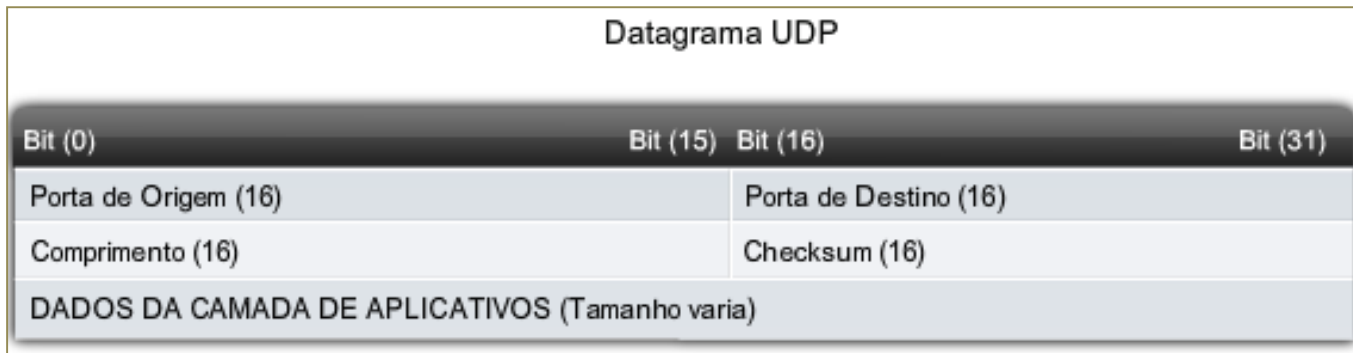 Datagrama UDP
Bit (0) Bit (15) Bit (16) Bit (31)
Porta de Origem (16) Porta de Destino (16)
Comprimento (16) Checksum (16)
DADOS DA CAMADA DE APLICATIVOS (Tamanho varia)